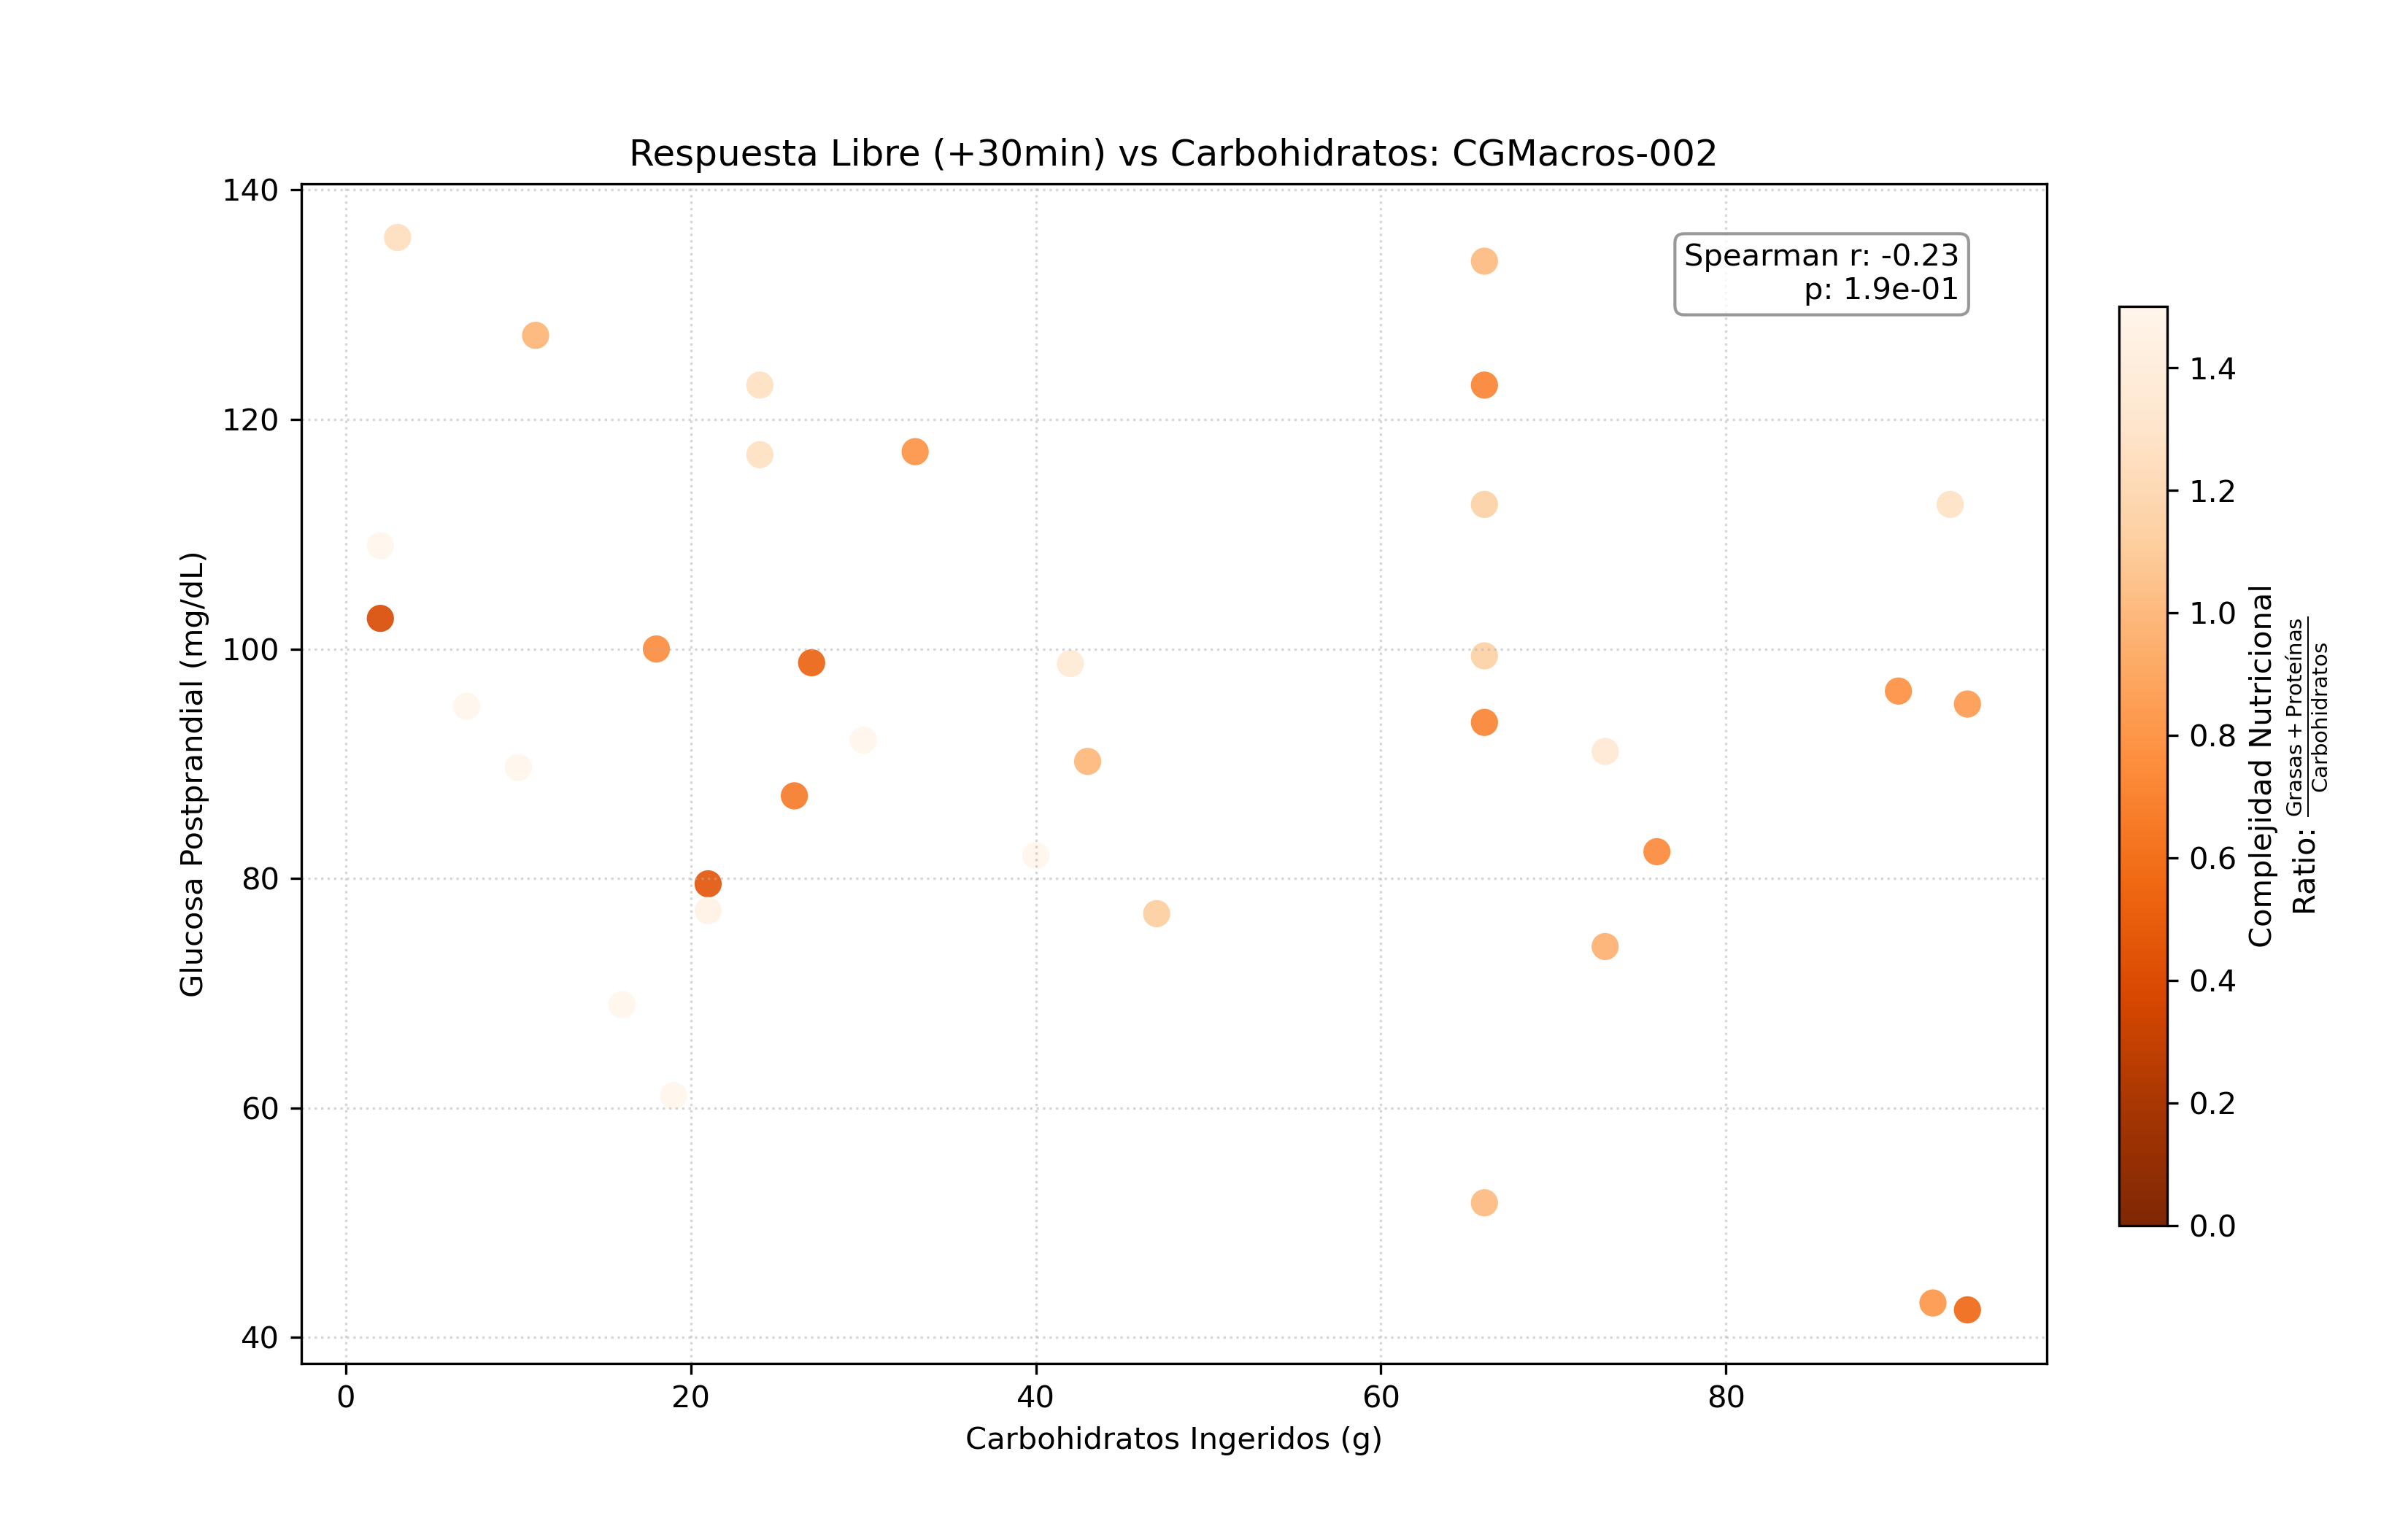 Respuesta Libre (+30min) vs Carbohidratos: CGMacros-002
Spearman r: -0.23
p: 1.9e-01
Glucosa Postprandial (mg/dL)
140
120
100
80
60
40
0
20
40
60
80
Carbohidratos Ingeridos (g)
1.4
1.2
1.0
0.8
0.6
0.4
0.2
0.0
Complejidad Nutricional
Ratio: Grasas + Proteínas
Carbohidratos